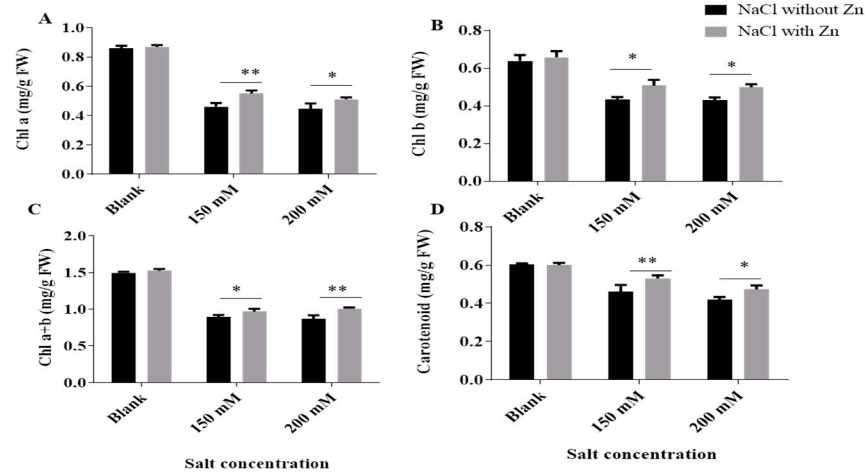 NaCl without Zn
NaCl with Zn
A
Chl a (mg/g FW)
1.0
0.8
0.6
0.4
0.2
0.0
**
*
Blank
150 mM
200 mM
B
Chl b (mg/g FW)
0.8
0.6
0.4
0.2
0.0
*
*
Blank
150 mM
200 mM
C
Chl a+b (mg/g FW)
2.0
1.5
1.0
0.5
0.0
*
**
Blank
150 mM
200 mM
Salt concentration
D
Carotenoid (mg/g FW)
0.8
0.6
0.4
0.2
0.0
**
*
Blank
150 mM
200 mM
Salt concentration